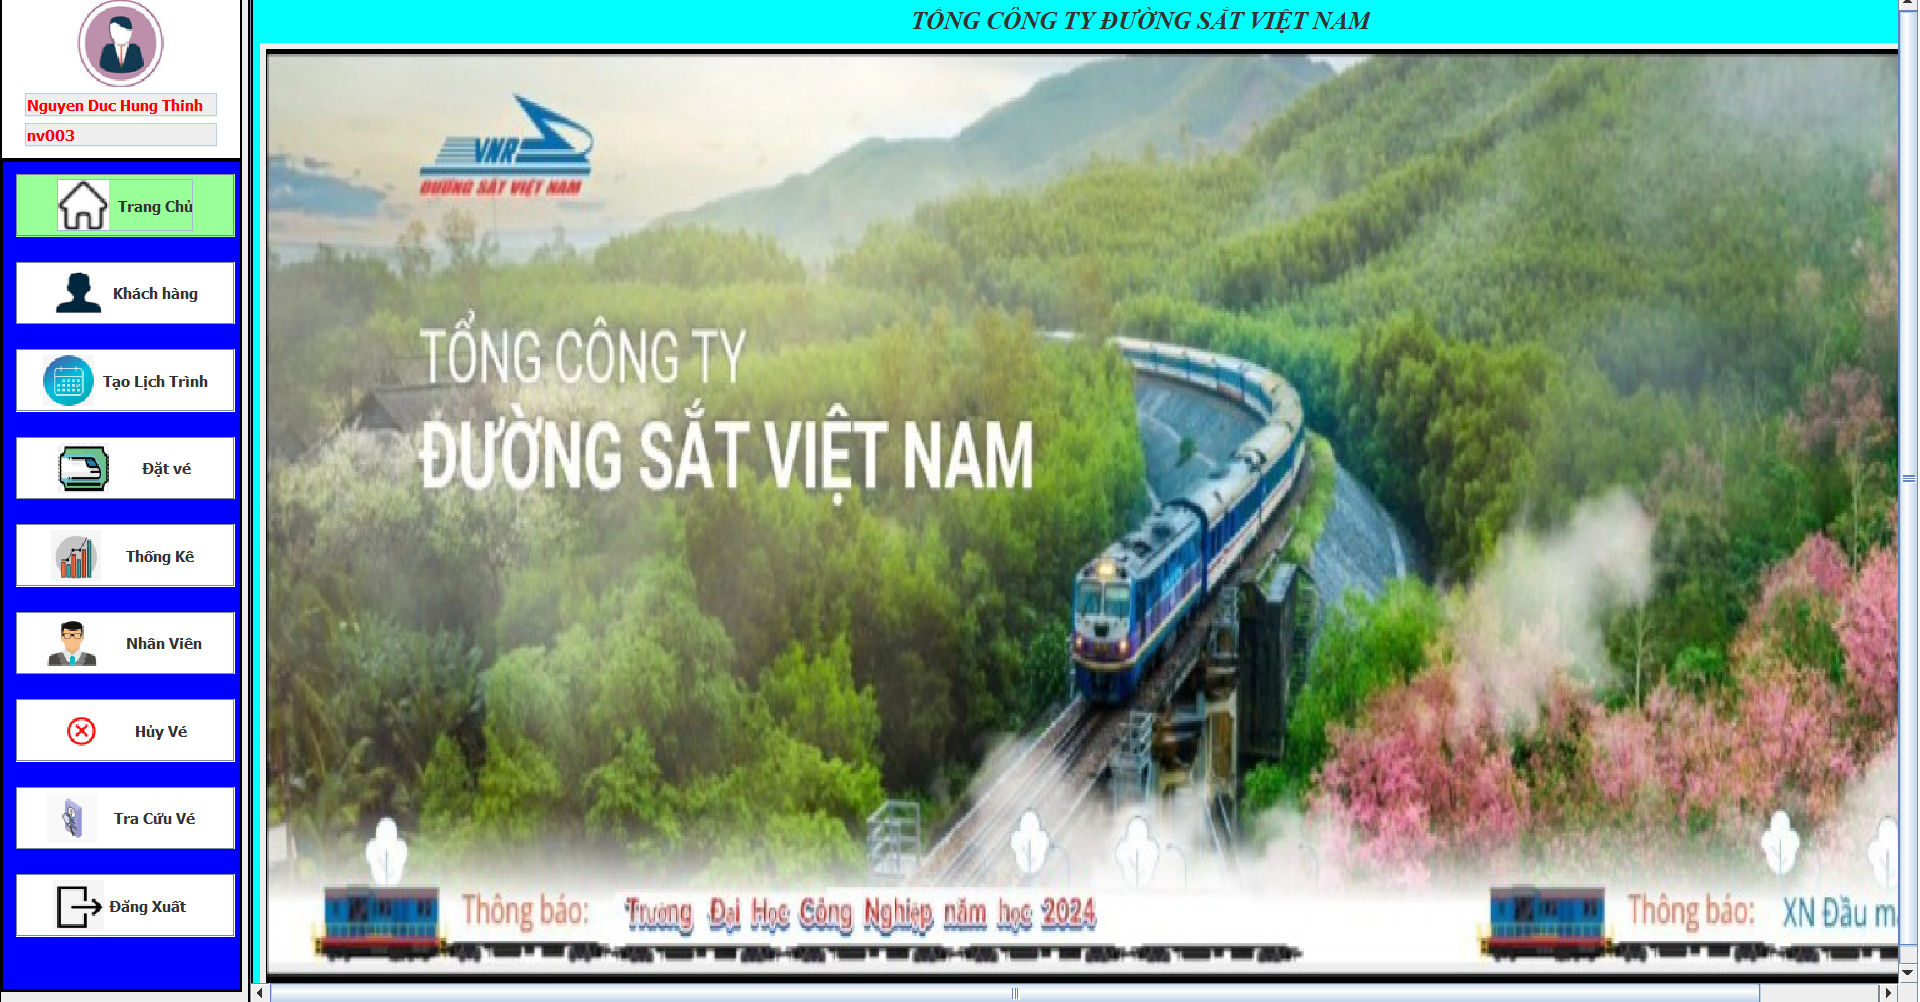 Nguyen Duc Hung Thinh
nv003
Trang Chủ
Khách hàng
Tạo Lịch Trình
Đặt vé
Thống Kê
Nhân Viên
Hủy Vé
Tra Cứu Vé
Đăng Xuất
TỔNG CÔNG TY ĐƯỜNG SẮT VIỆT NAM
VNR
ĐƯỜNG SẮT VIỆT NAM
TỔNG CÔNG TY
ĐƯỜNG SẮT VIỆT NAM
Thông báo: Trường Đại Học Công Nghiệp năm học 2024
Thông báo: XN Đầu m